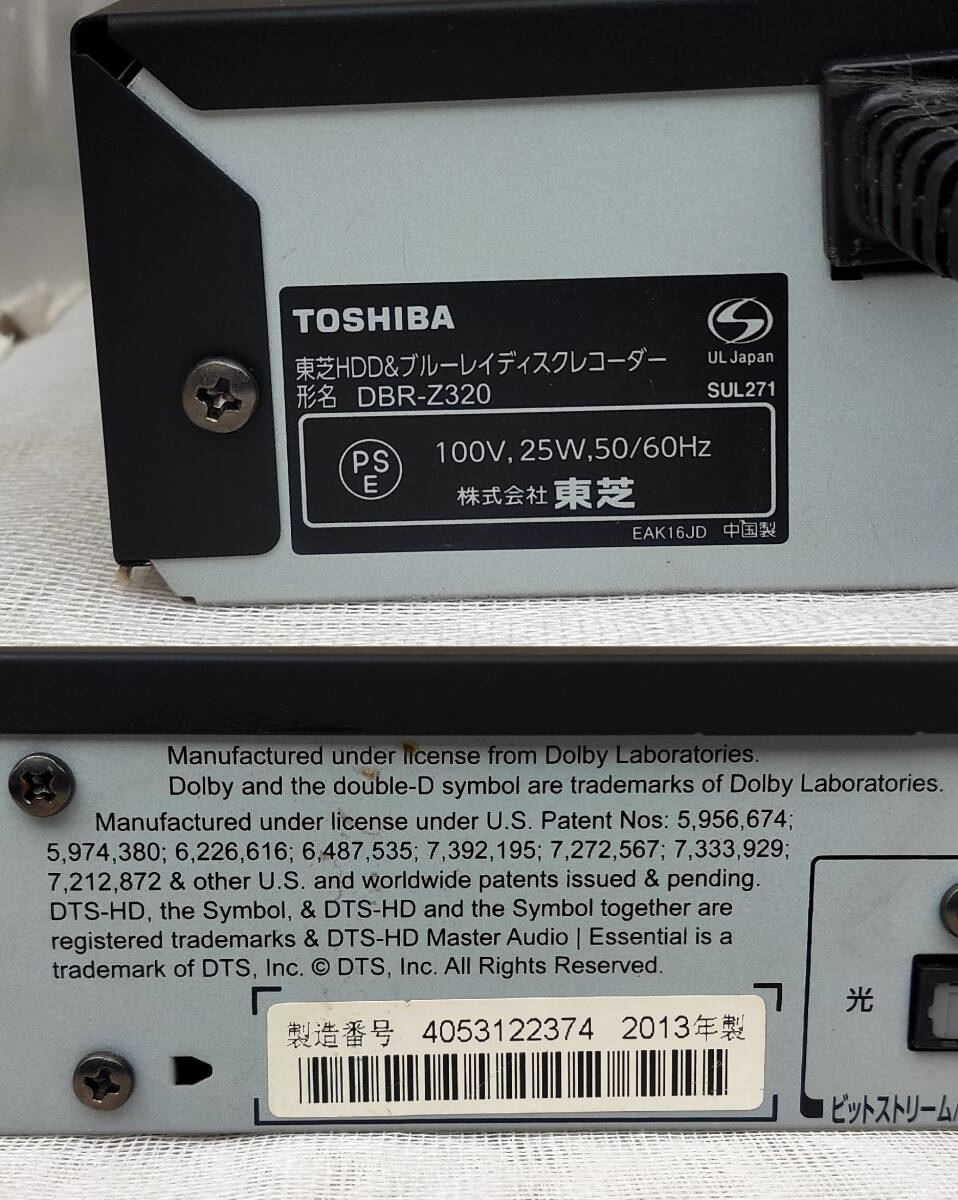 TOSHIBA
UL Japan
東芝HDD&ブルーレイディスクレコーダー
形名 DBR-Z320
SUL271
PS
E
100V, 25W, 50/60Hz
株式会社 東芝
EAK16JD 中国製
Manufactured under license from Dolby Laboratories.
Dolby and the double-D symbol are trademarks of Dolby Laboratories.
Manufactured under license under U.S. Patent Nos: 5,956,674;
5,974,380; 6,226,616; 6,487,535; 7,392,195; 7,272,567; 7,333,929;
7,212,872 & other U.S. and worldwide patents issued & pending.
DTS-HD, the Symbol, & DTS-HD and the Symbol together are
registered trademarks & DTS-HD Master Audio | Essential is a
trademark of DTS, Inc. © DTS, Inc. All Rights Reserved.
光
製造番号 4053122374 2013年製
ビットストリーム/